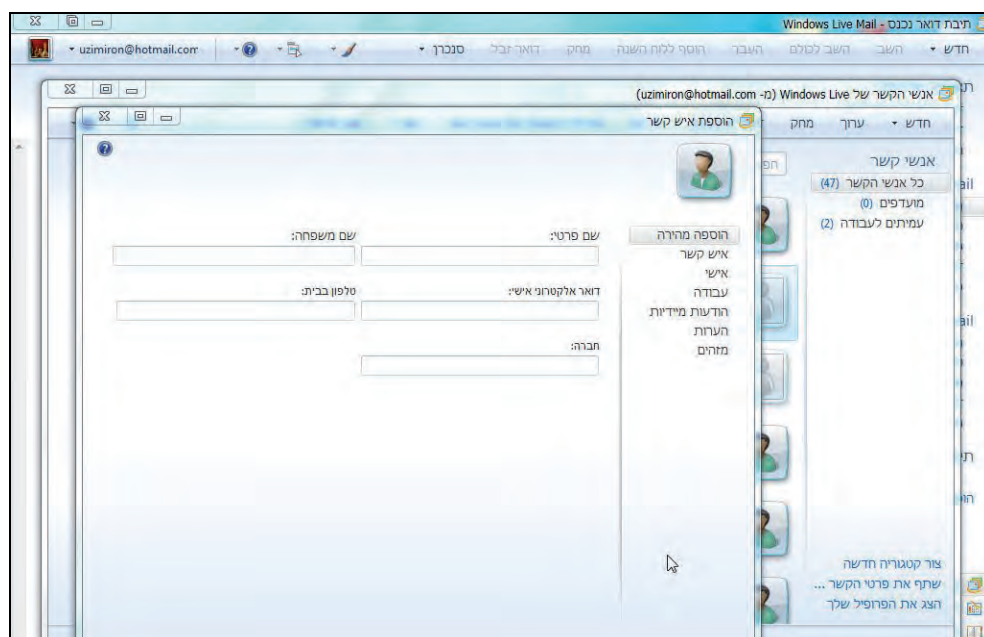 תיבת דואר נכנס - Windows Live Mail
חדש השב השב לכולם העבר הוסף ללוח השנה מחק דואר זבל סנכרן uzimiron@hotmail.com
אנשי הקשר של Windows Live (מ- uzimiron@hotmail.com)
חדש ערוך מחק
הוספת איש קשר
אנשי קשר
כל אנשי הקשר (47)
מועדפים (0)
עמיתים לעבודה (2)
הוספה מהירה
איש קשר
אישי
עבודה
הודעות מיידיות
הערות
מזהים
שם פרטי: שם משפחה:
דואר אלקטרוני אישי: טלפון בבית:
חברה:
צור קטגוריה חדשה
שתף את פרטי הקשר ...
הצג את הפרופיל שלך